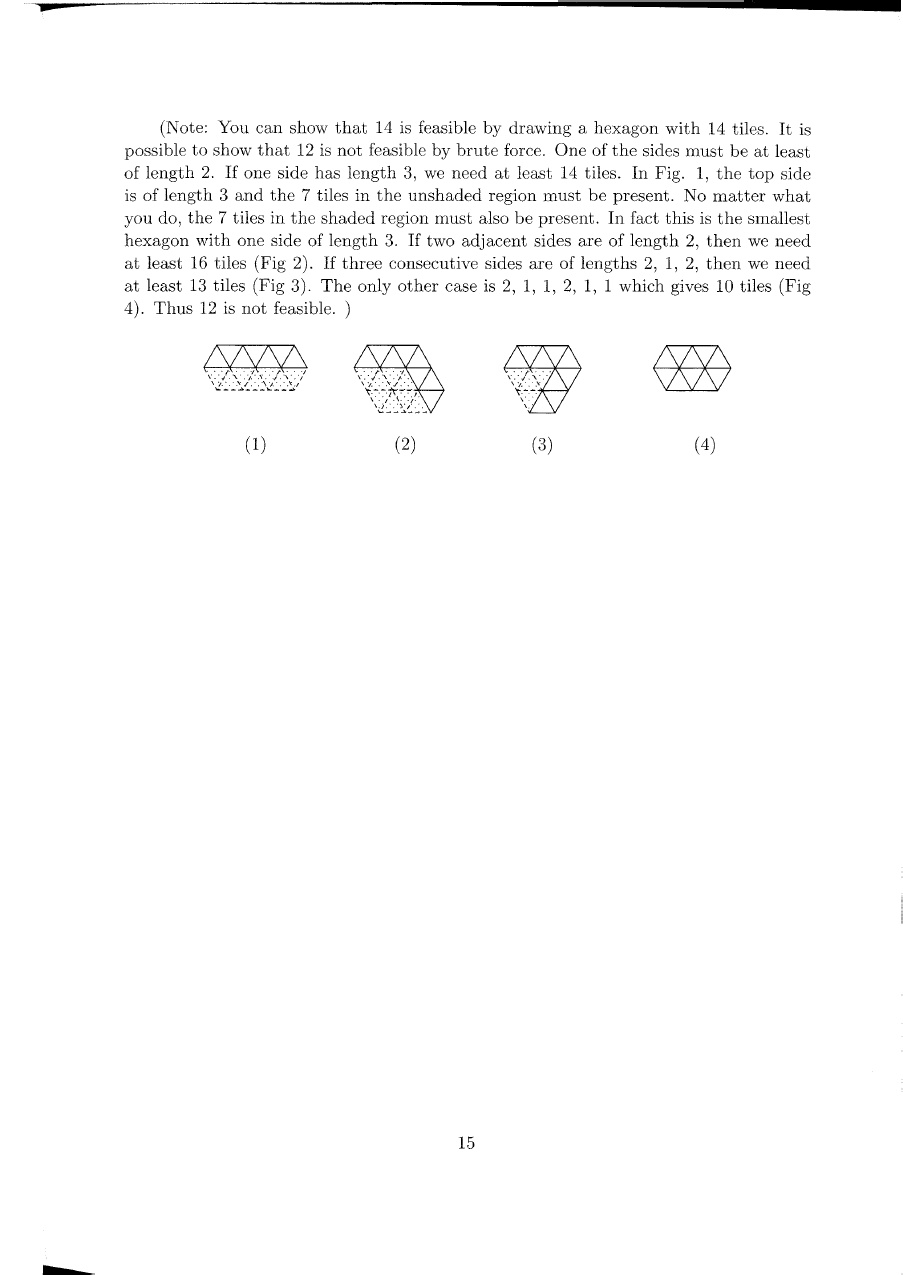 (Note: You can show that 14 is feasible by drawing a hexagon with 14 tiles. It is
possible to show that 12 is not feasible by brute force. One of the sides must be at least
of length 2. If one side has length 3, we need at least 14 tiles. In Fig. 1, the top side
is of length 3 and the 7 tiles in the unshaded region must be present. No matter what
you do, the 7 tiles in the shaded region must also be present. In fact this is the smallest
hexagon with one side of length 3. If two adjacent sides are of length 2, then we need
at least 16 tiles (Fig 2). If three consecutive sides are of lengths 2, 1, 2, then we need
at least 13 tiles (Fig 3). The only other case is 2, 1, 1, 2, 1, 1 which gives 10 tiles (Fig
4). Thus 12 is not feasible. )
(1) (2) (3) (4)
15